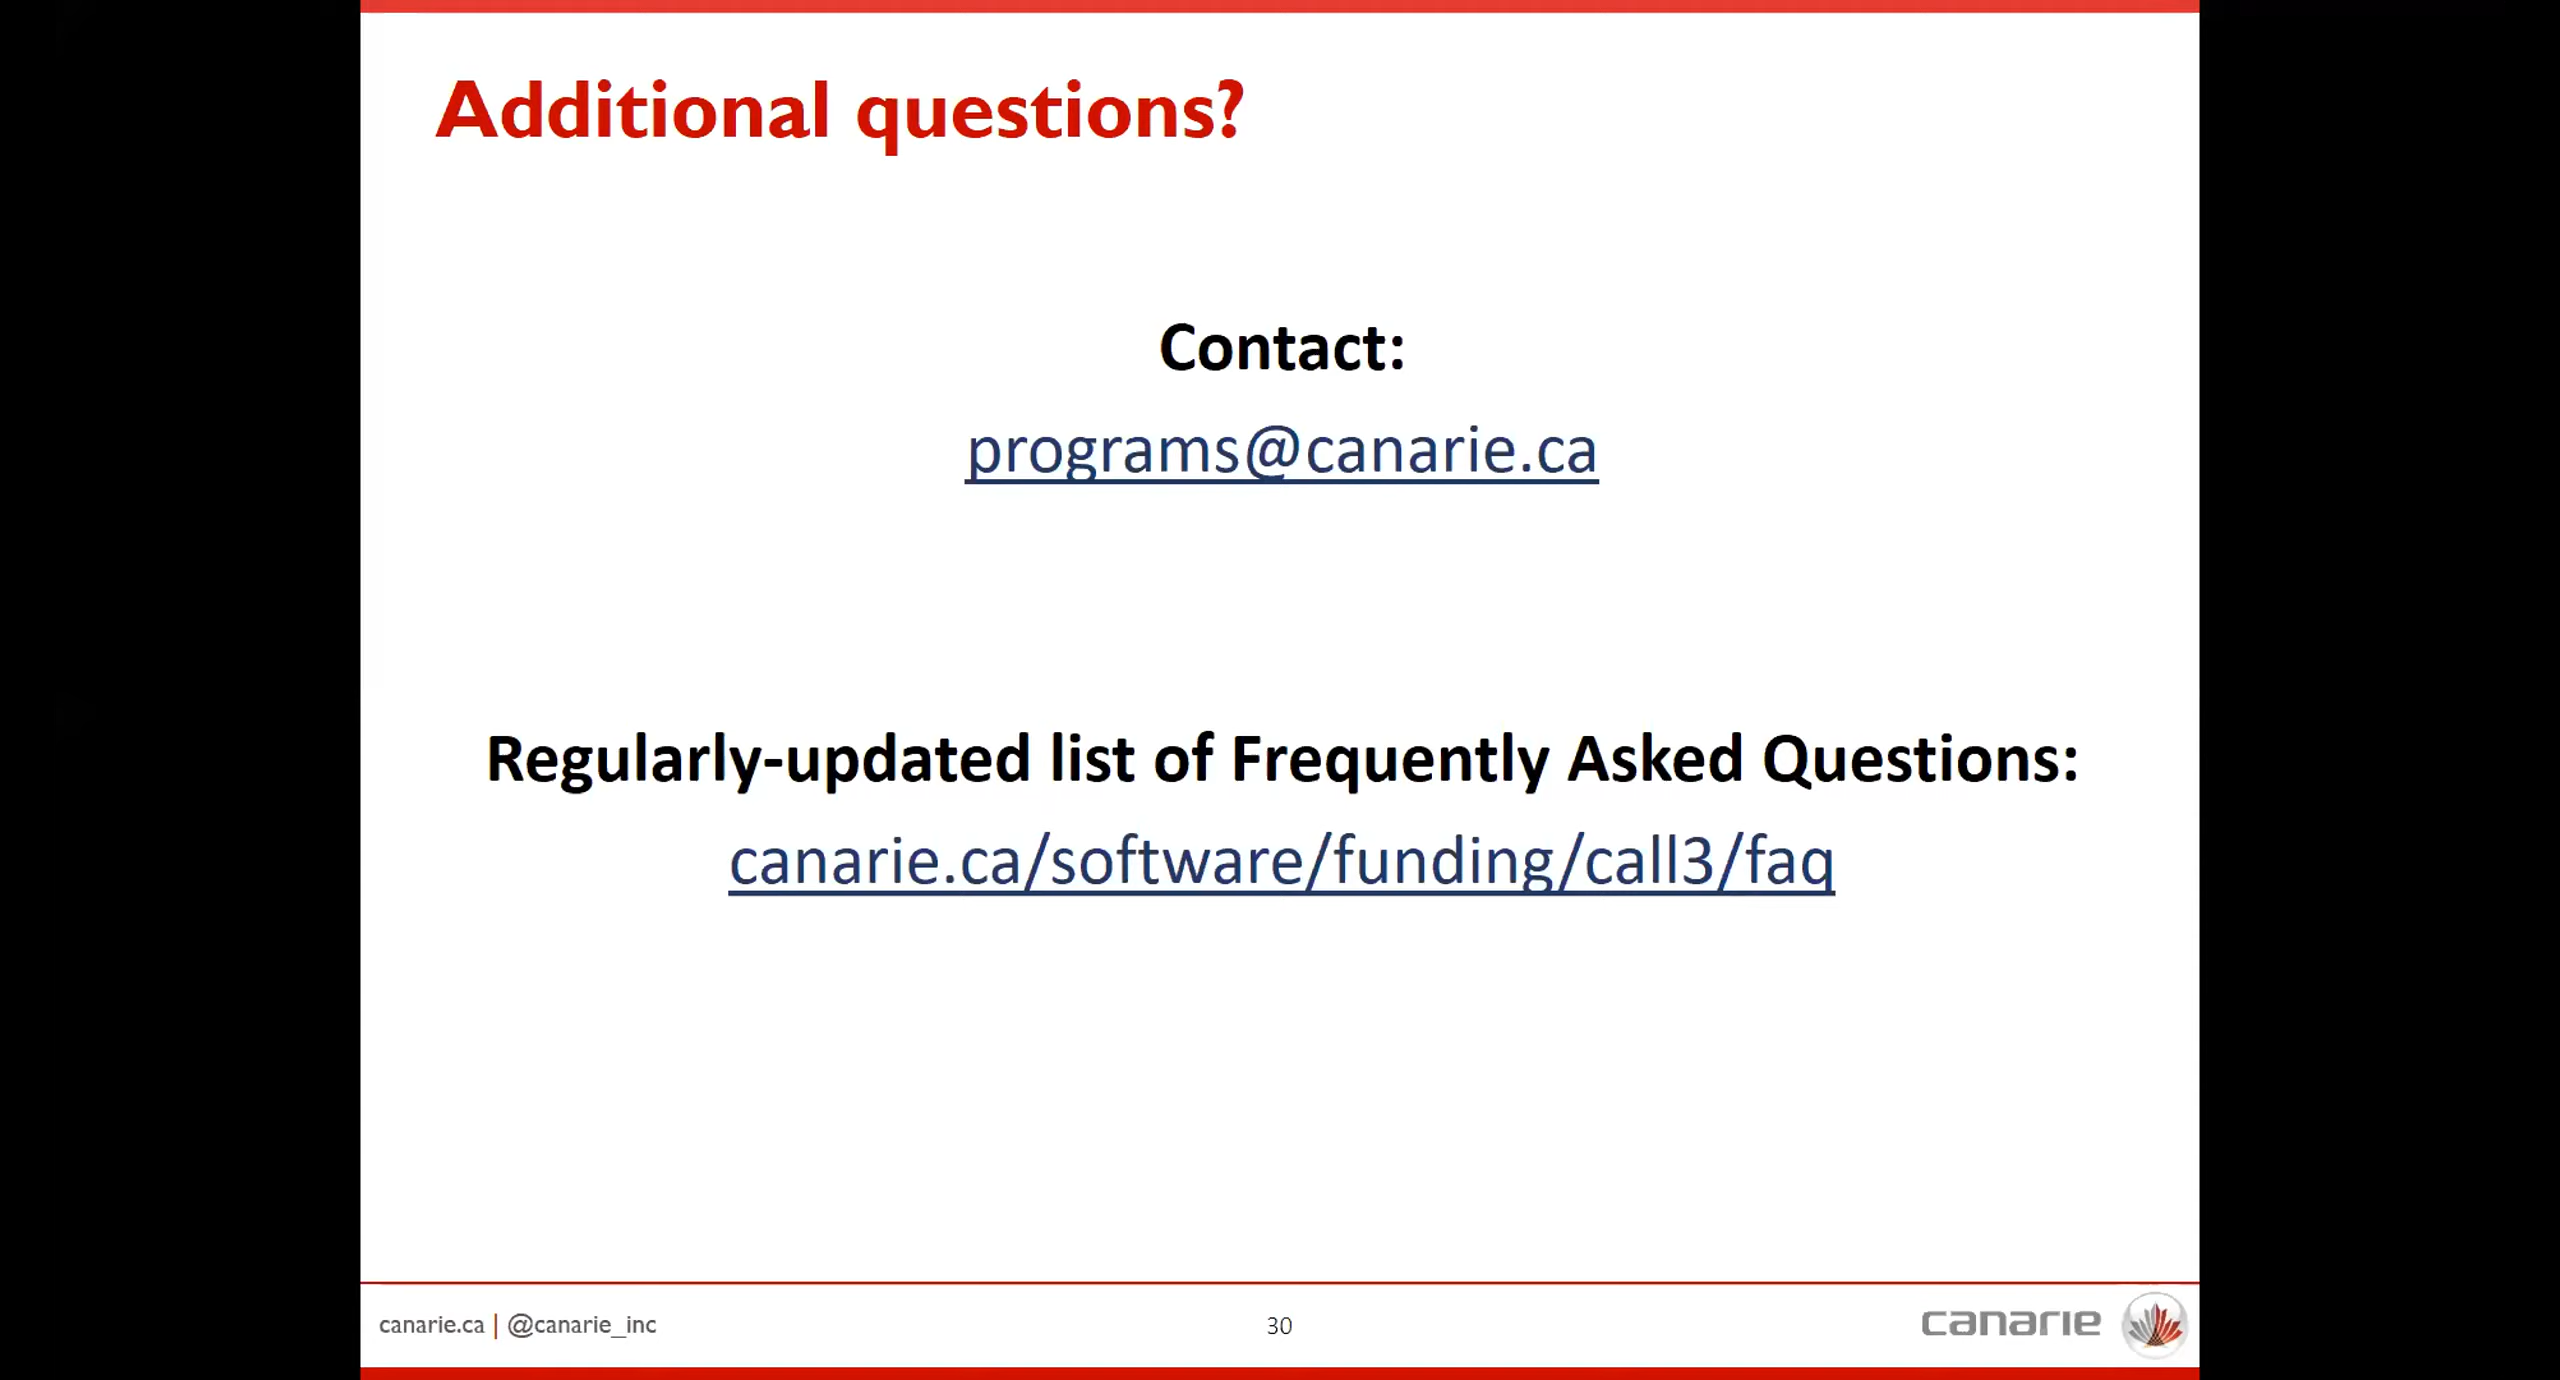 Additional questions?
Contact:
programs@canarie.ca
Regularly-updated list of Frequently Asked Questions:
canarie.ca/software/funding/call3/faq
canarie.ca | @canarie_inc
30
canarie